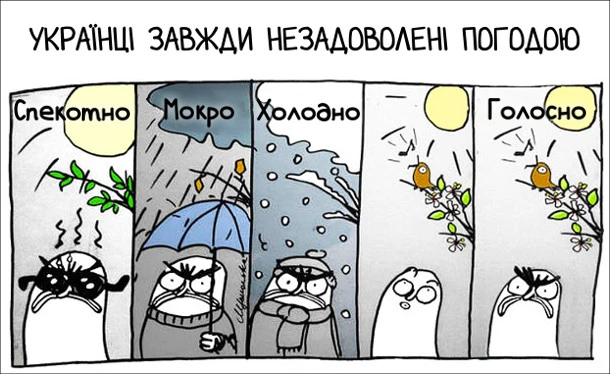 УКРАЇНЦІ ЗАВЖДИ НЕЗАДОВОЛЕНІ ПОГОДОЮ
Спекотно
Мокро
Холодно
Голосно